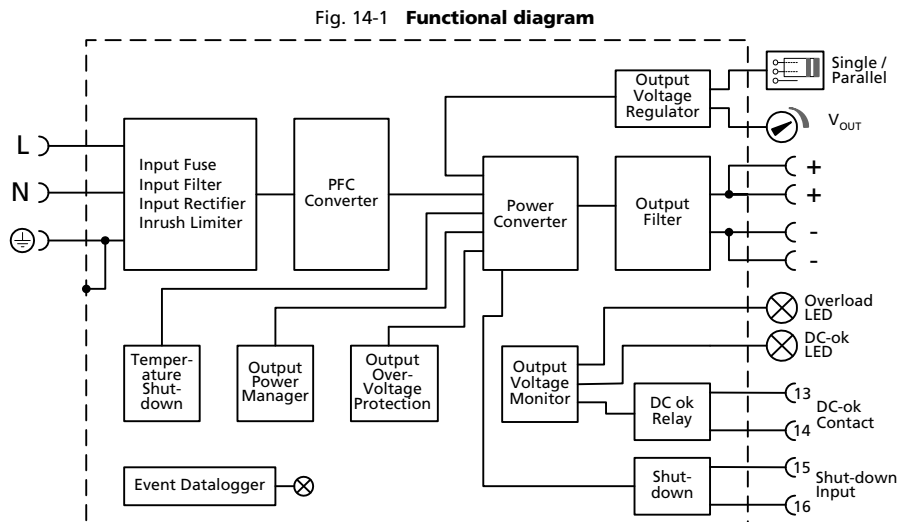 Fig. 14-1 Functional diagram
Single /
Parallel
Output
Voltage
Regulator
V_OUT
L
N
Input Fuse
Input Filter
Input Rectifier
Inrush Limiter
PFC
Converter
Power
Converter
Output
Filter
+
+
-
-
Overload
LED
DC-ok
LED
Temper-
ature
Shut-
down
Output
Power
Manager
Output
Over-
Voltage
Protection
Output
Voltage
Monitor
DC ok
Relay
13
DC-ok
Contact
14
Event Datalogger
Shut-
down
15
Shut-down
Input
16